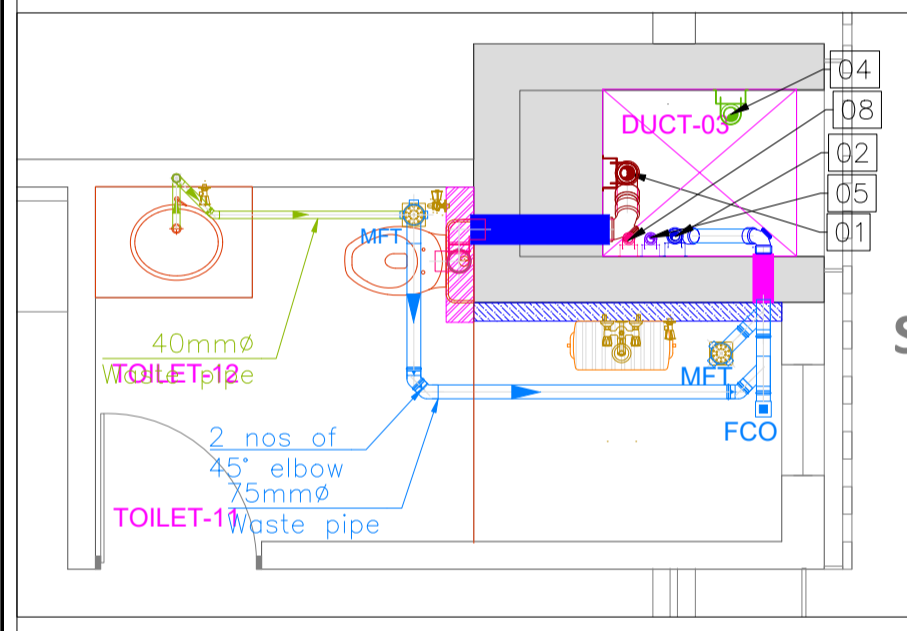 04
DUCT-03
08
02
05
01
MFT
40mmø
Waste pipe
TOILET-12
MFT
2 nos of
45° elbow
FCO
75mmø
Waste pipe
TOILET-11
S